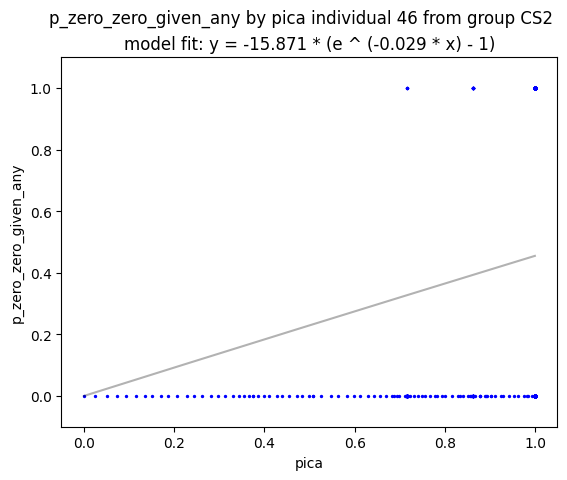 p_zero_zero_given_any by pica individual 46 from group CS2
model fit: y = -15.871 * (e ^ (-0.029 * x) - 1)
1.0
0.8
0.6
0.4
0.2
0.0
p_zero_zero_given_any
0.0 0.2 0.4 0.6 0.8 1.0
pica